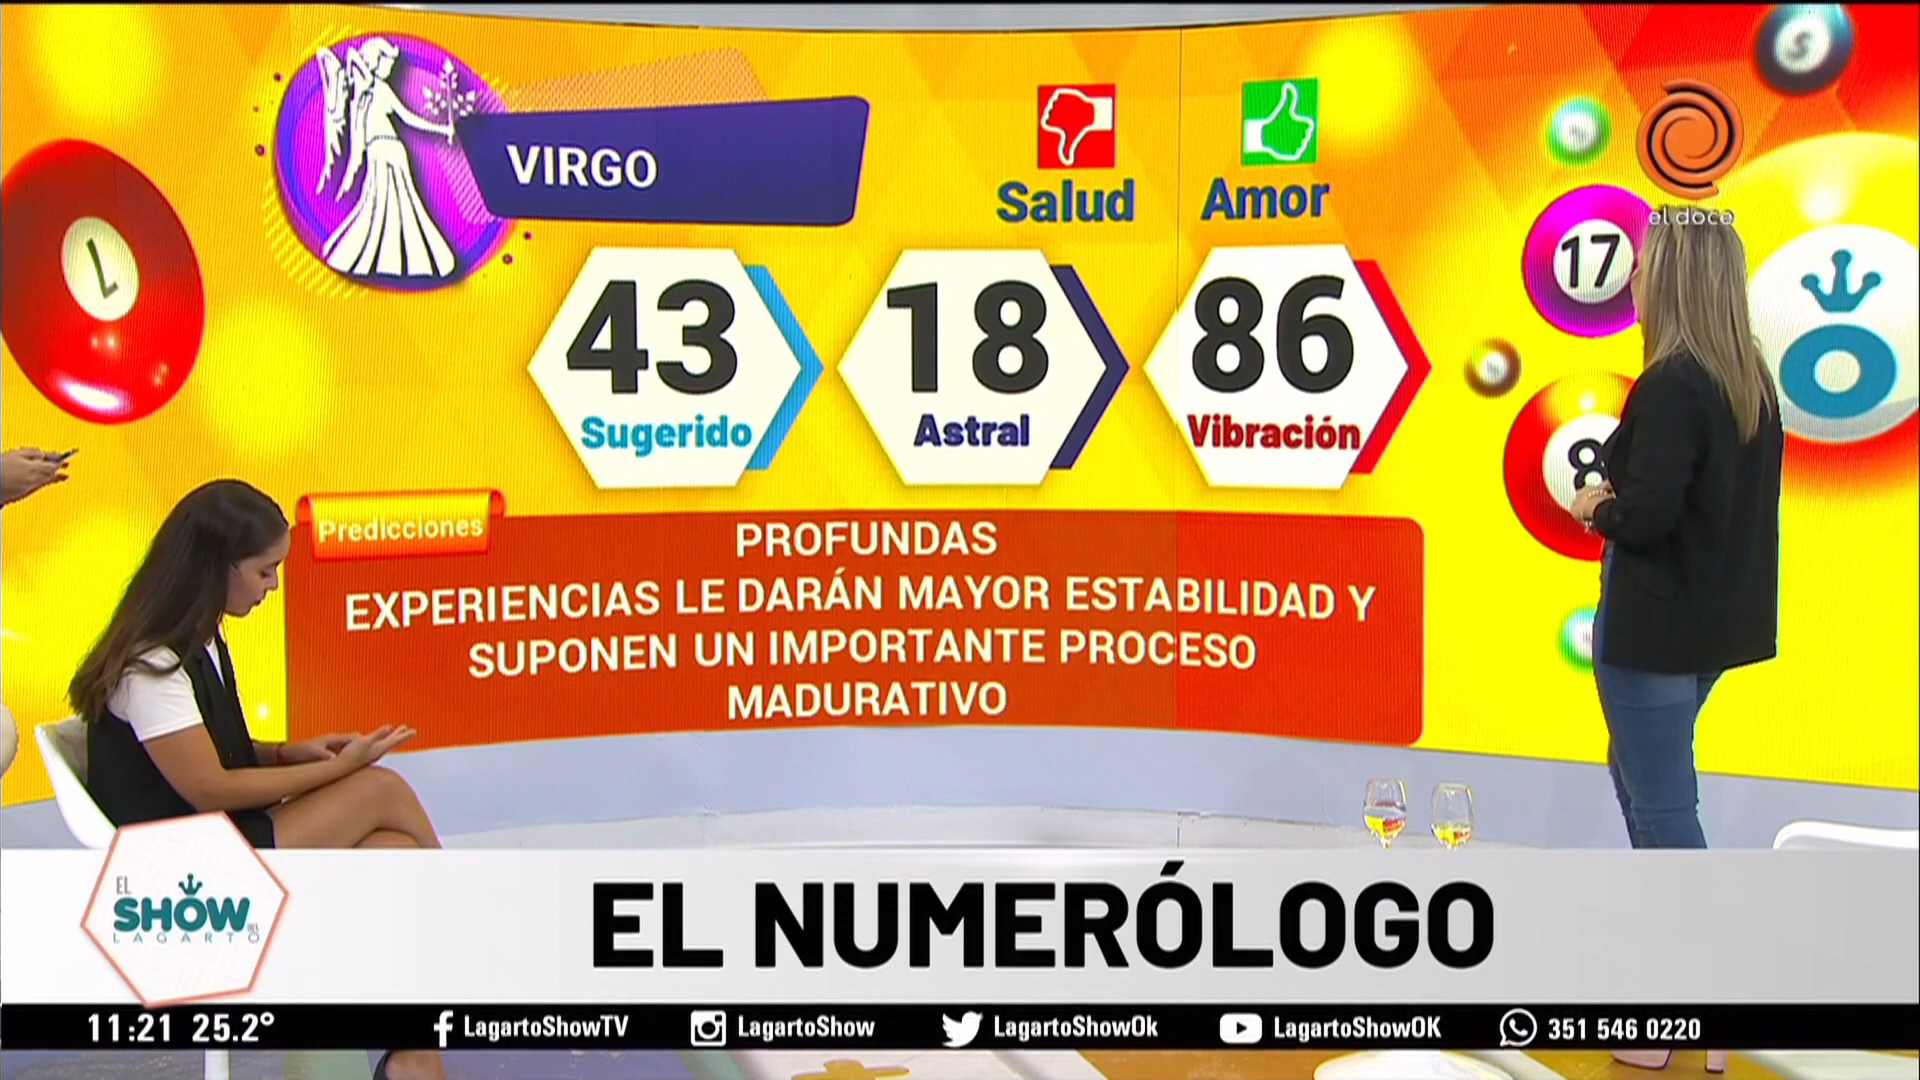 VIRGO
Salud
Amor
el doce
17
8
43
Sugerido
18
Astral
86
Vibración
Predicciones
PROFUNDAS
EXPERIENCIAS LE DARÁN MAYOR ESTABILIDAD Y
SUPONEN UN IMPORTANTE PROCESO
MADURATIVO
EL
SHOW
DEL
LAGARTO
EL NUMERÓLOGO
11:21 25.2°
LagartoShowTV
LagartoShow
LagartoShowOk
LagartoShowOK
351 546 0220